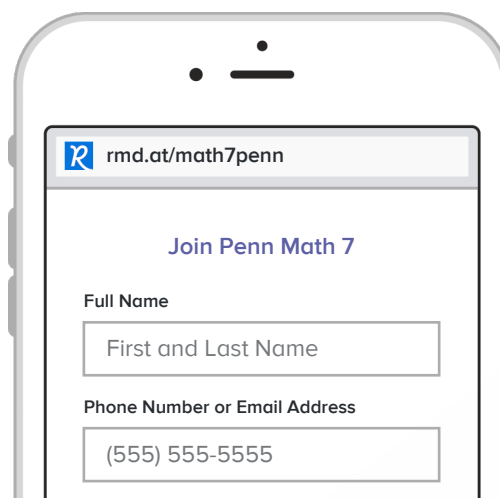 rmd.at/math7penn
Join Penn Math 7
Full Name
First and Last Name
Phone Number or Email Address
(555) 555-5555